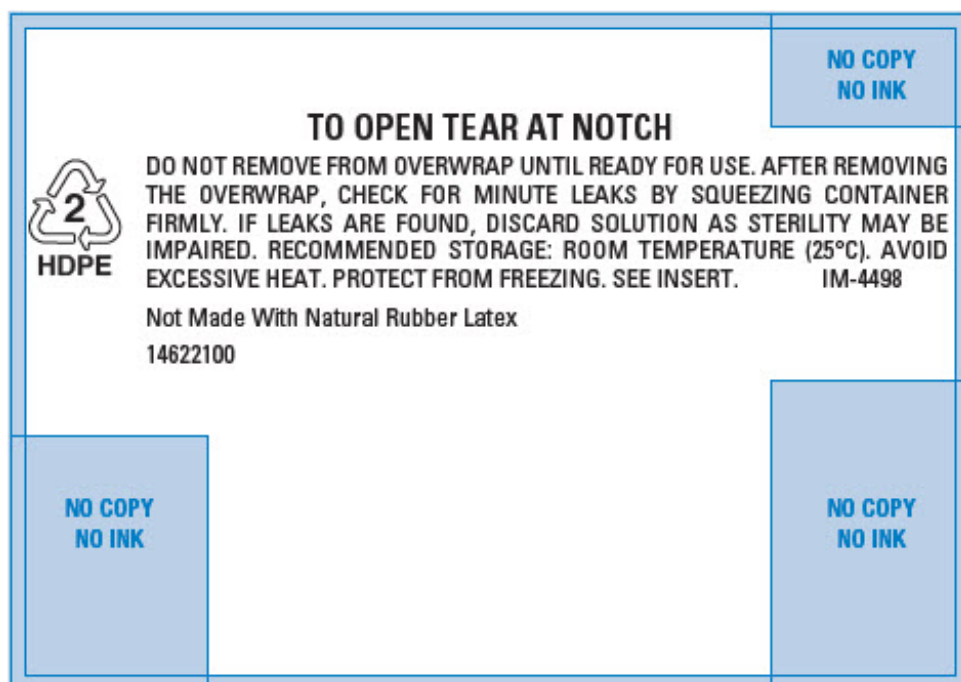 NO COPY
NO INK
TO OPEN TEAR AT NOTCH
DO NOT REMOVE FROM OVERWRAP UNTIL READY FOR USE. AFTER REMOVING
THE OVERWRAP, CHECK FOR MINUTE LEAKS BY SQUEEZING CONTAINER
FIRMLY. IF LEAKS ARE FOUND, DISCARD SOLUTION AS STERILITY MAY BE
IMPAIRED. RECOMMENDED STORAGE: ROOM TEMPERATURE (25°C). AVOID
EXCESSIVE HEAT. PROTECT FROM FREEZING. SEE INSERT. IM-4498
2
HDPE
Not Made With Natural Rubber Latex
14622100
NO COPY
NO INK
NO COPY
NO INK